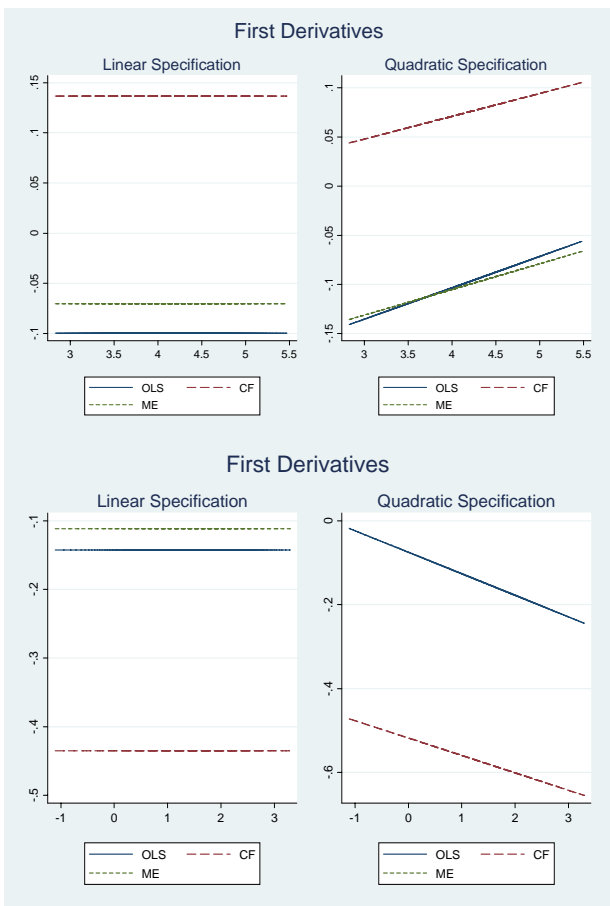 First Derivatives
Linear Specification
.15
.1
.05
0
-.05
-.1
3 3.5 4 4.5 5 5.5
OLS CF
ME
Quadratic Specification
.1
.05
0
-.05
-.1
-.15
3 3.5 4 4.5 5 5.5
OLS CF
ME
First Derivatives
Linear Specification
-.1
-.2
-.3
-.4
-.5
-1 0 1 2 3
OLS CF
ME
Quadratic Specification
0
-.2
-.4
-.6
-1 0 1 2 3
OLS CF
ME